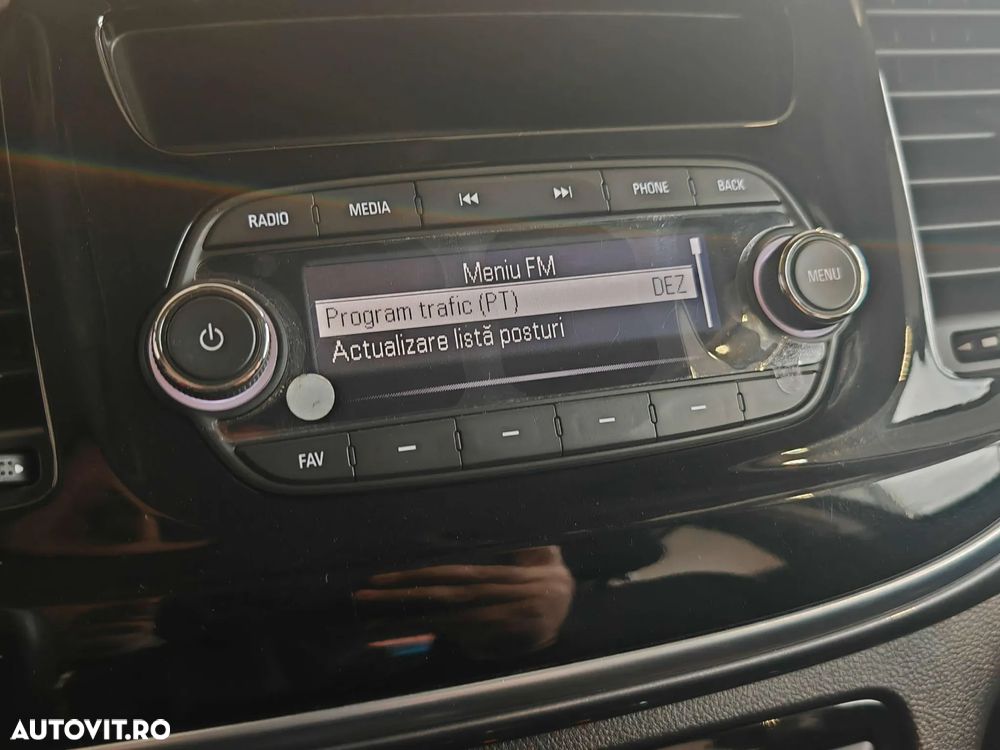 RADIO
MEDIA
PHONE
BACK
Meniu FM
Program trafic (PT) DEZ
Actualizare listă posturi
MENU
FAV
AUTOVIT.RO